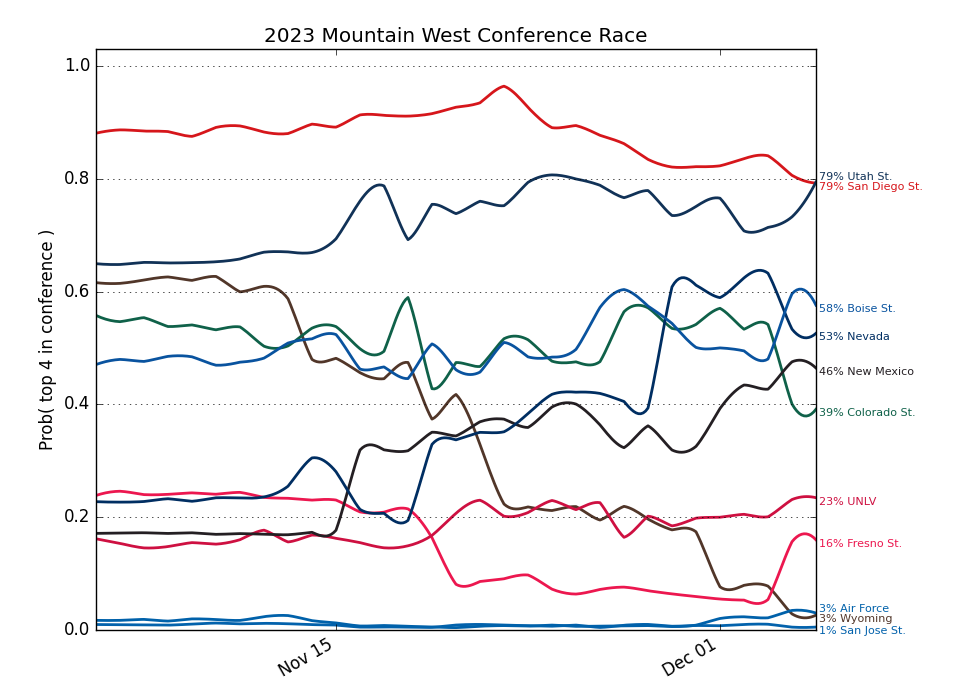 2023 Mountain West Conference Race
Prob( top 4 in conference )
1.0
0.8
0.6
0.4
0.2
0.0
Nov 15
Dec 01
79% Utah St.
79% San Diego St.
58% Boise St.
53% Nevada
46% New Mexico
39% Colorado St.
23% UNLV
16% Fresno St.
3% Air Force
3% Wyoming
1% San Jose St.